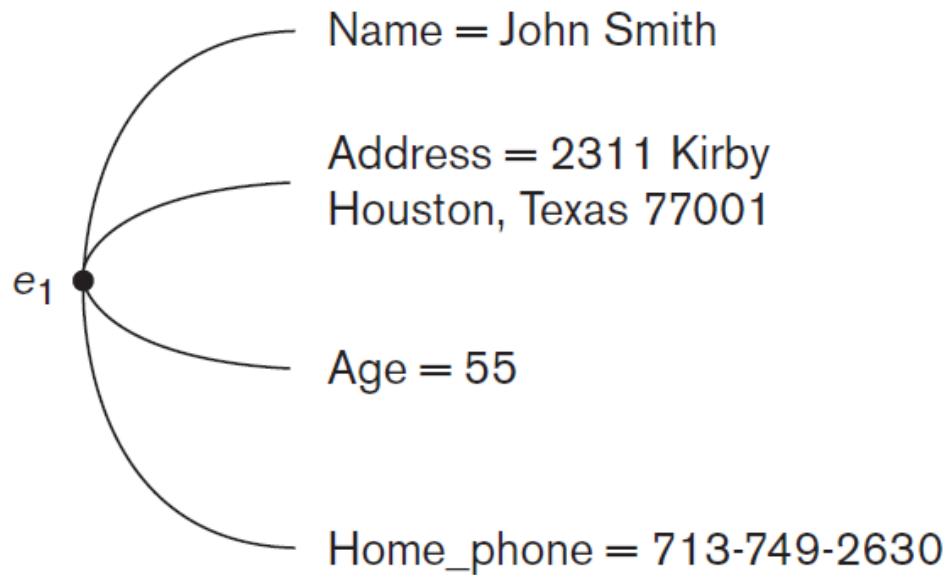 Name = John Smith
Address = 2311 Kirby
Houston, Texas 77001
e1
Age = 55
Home_phone = 713-749-2630